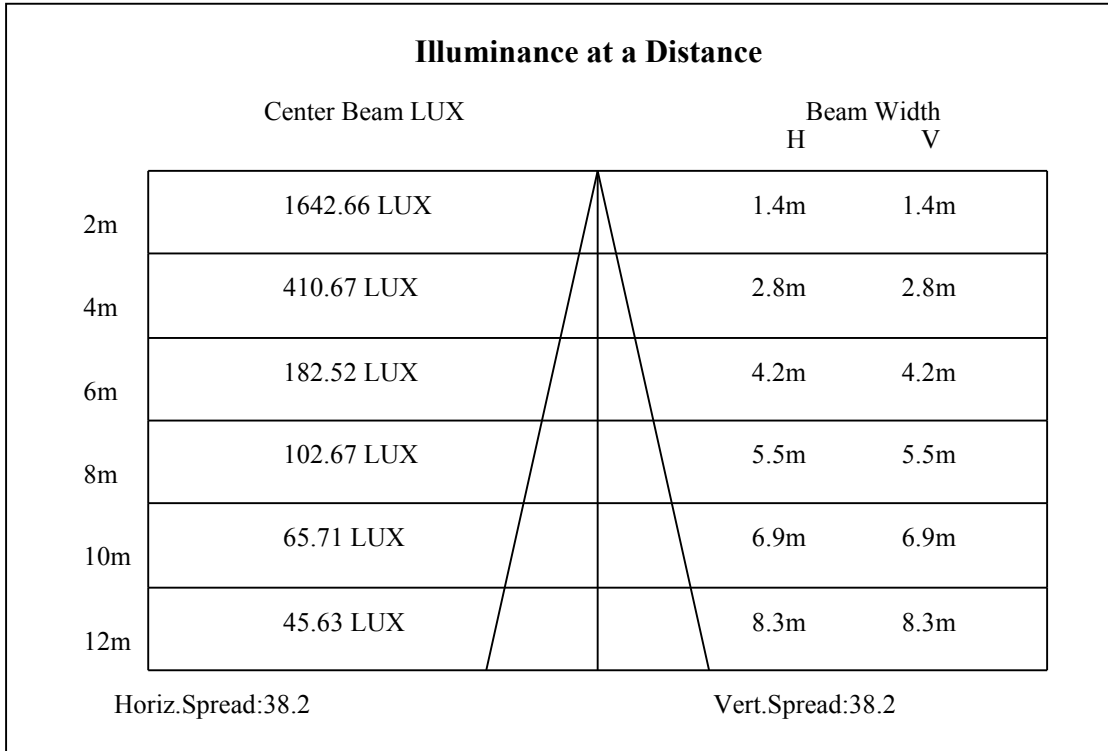 Illuminance at a Distance
Center Beam LUX Beam Width
H V
2m 1642.66 LUX 1.4m 1.4m
4m 410.67 LUX 2.8m 2.8m
6m 182.52 LUX 4.2m 4.2m
8m 102.67 LUX 5.5m 5.5m
10m 65.71 LUX 6.9m 6.9m
12m 45.63 LUX 8.3m 8.3m
Horiz.Spread:38.2 Vert.Spread:38.2